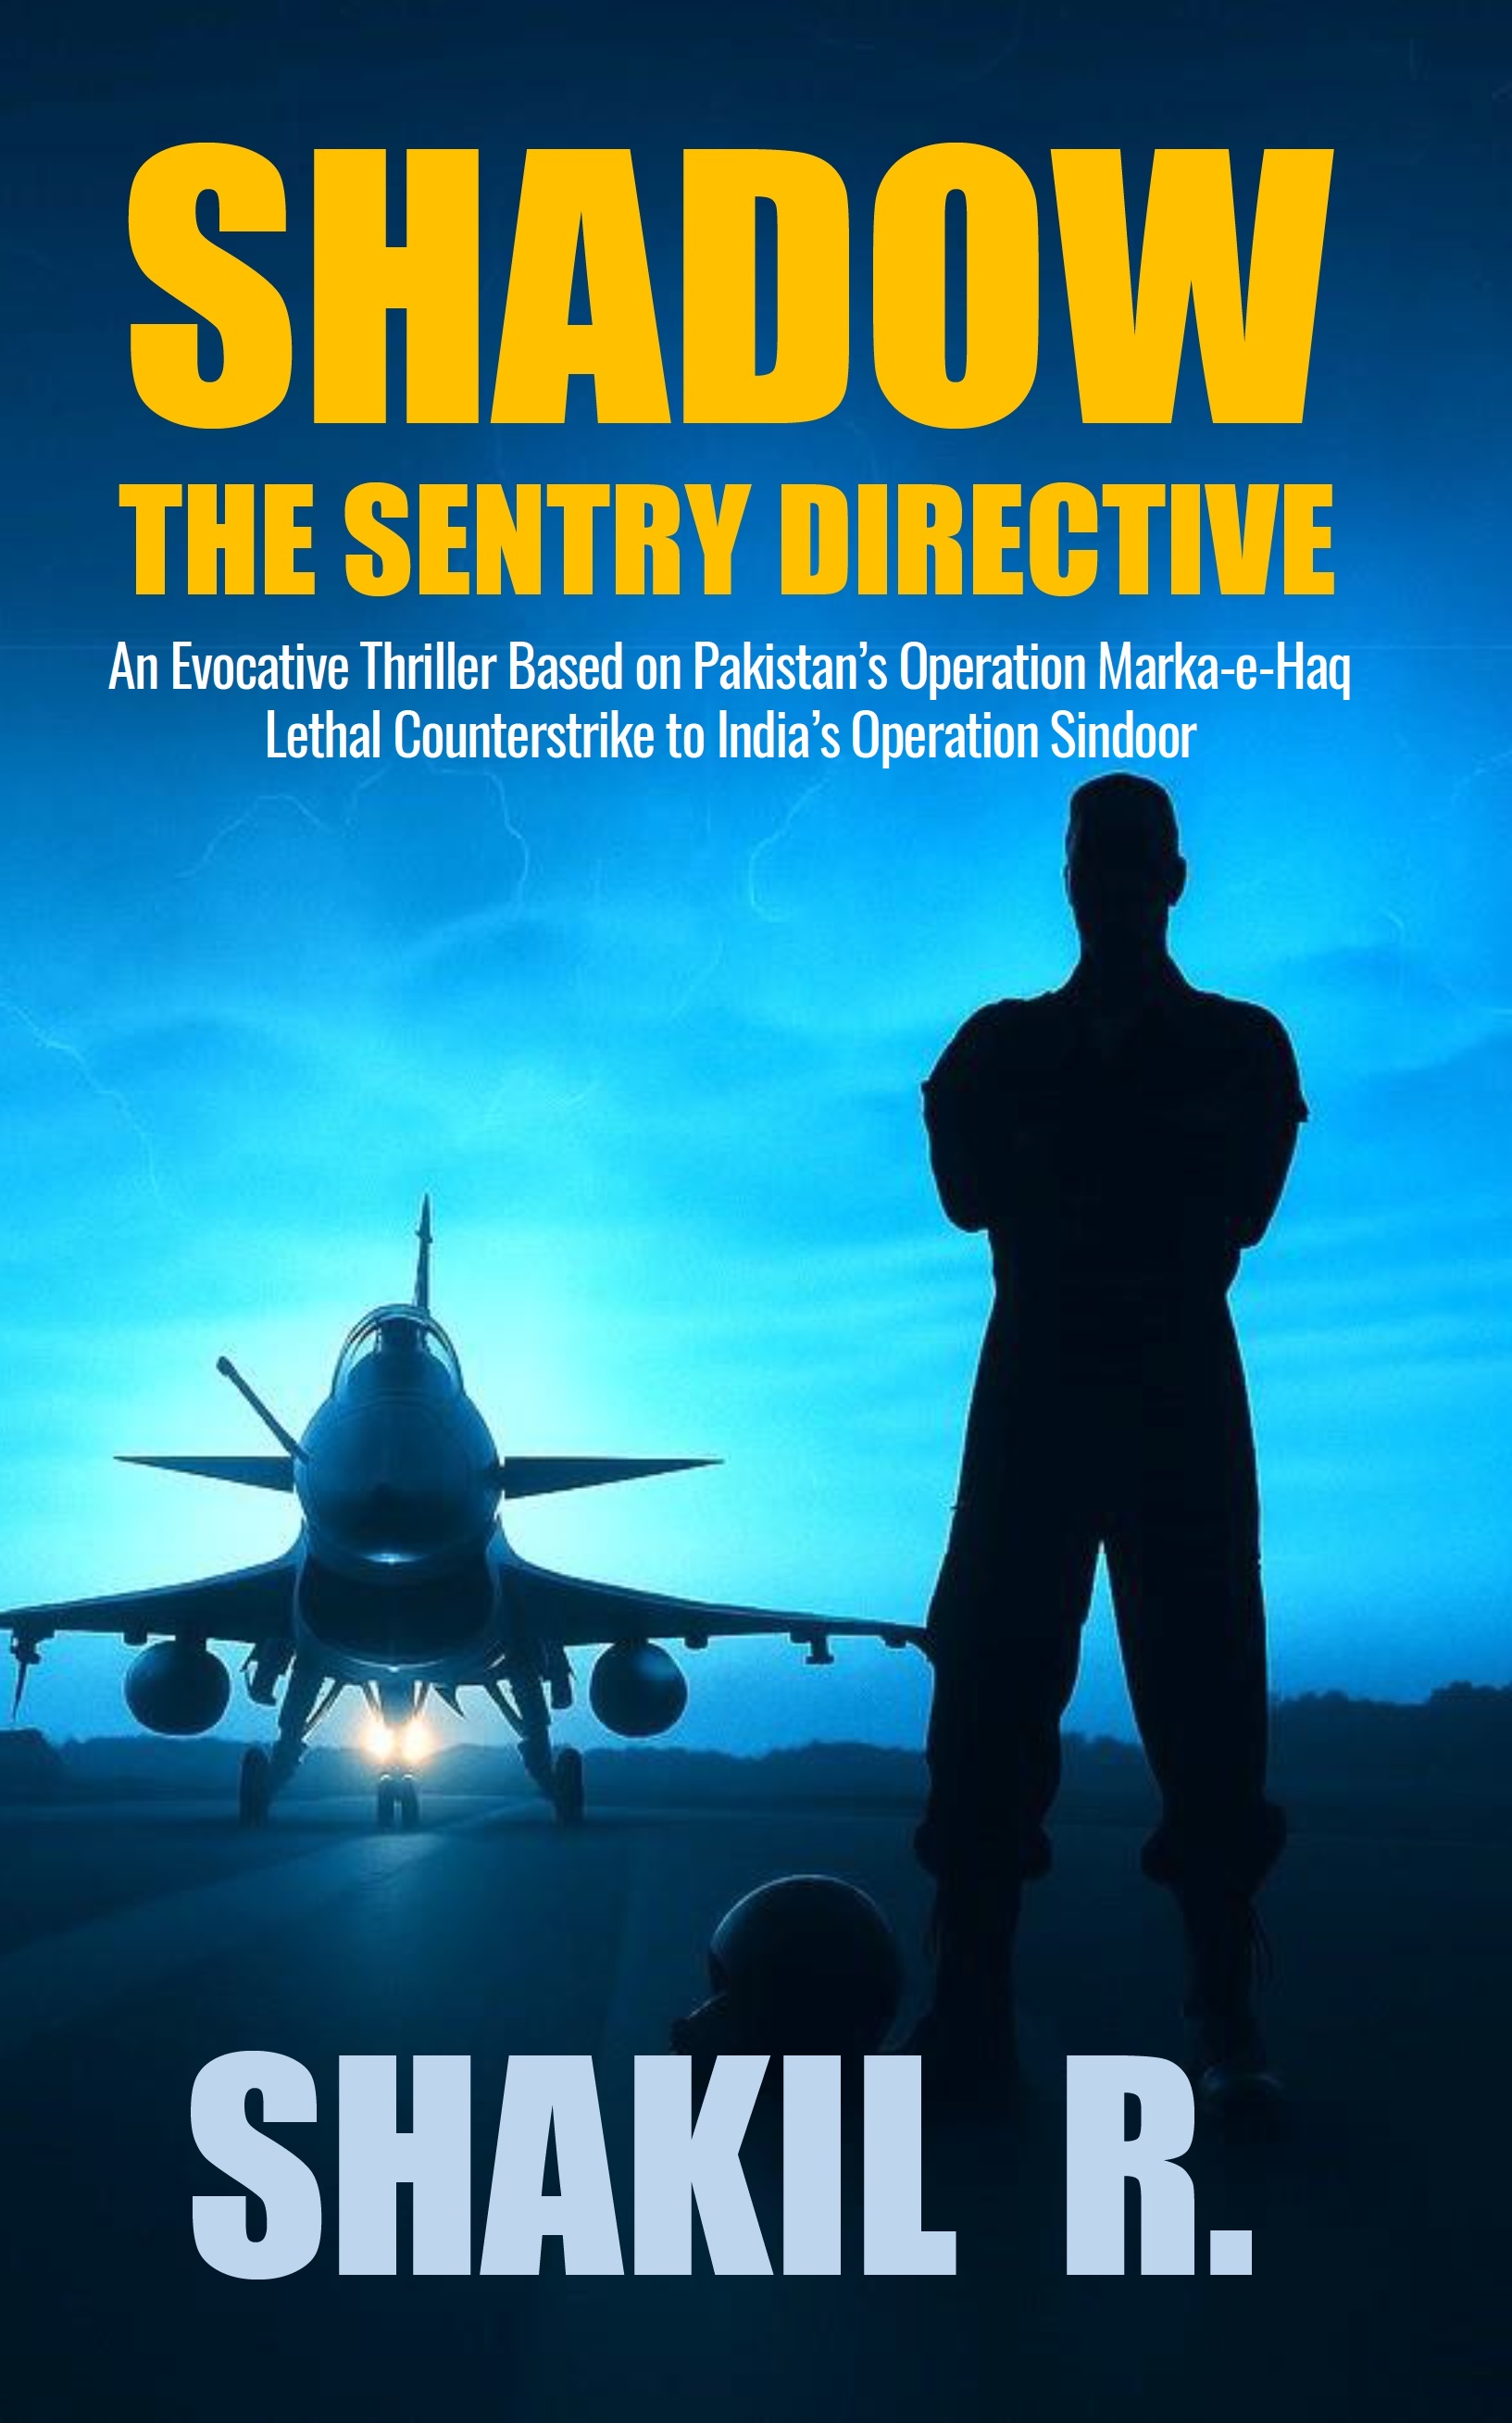 SHADOW
THE SENTRY DIRECTIVE
An Evocative Thriller Based on Pakistan’s Operation Marka-e-Haq
Lethal Counterstrike to India’s Operation Sindoor
SHAKIL R.